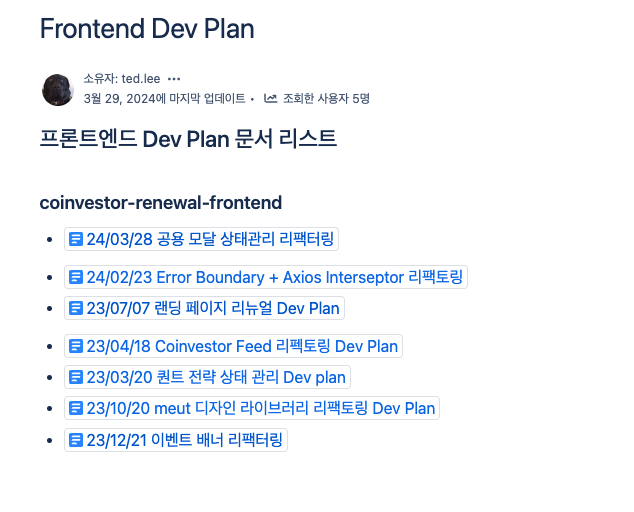 Frontend Dev Plan
소유자: ted.lee •••
3월 29, 2024에 마지막 업데이트 • 조회한 사용자 5명
프론트엔드 Dev Plan 문서 리스트
coinvestor-renewal-frontend
• 24/03/28 공용 모달 상태관리 리팩터링
• 24/02/23 Error Boundary + Axios Interseptor 리팩토링
• 23/07/07 랜딩 페이지 리뉴얼 Dev Plan
• 23/04/18 Coinvestor Feed 리펙토링 Dev Plan
• 23/03/20 퀀트 전략 상태 관리 Dev plan
• 23/10/20 meut 디자인 라이브러리 리팩토링 Dev Plan
• 23/12/21 이벤트 배너 리팩터링